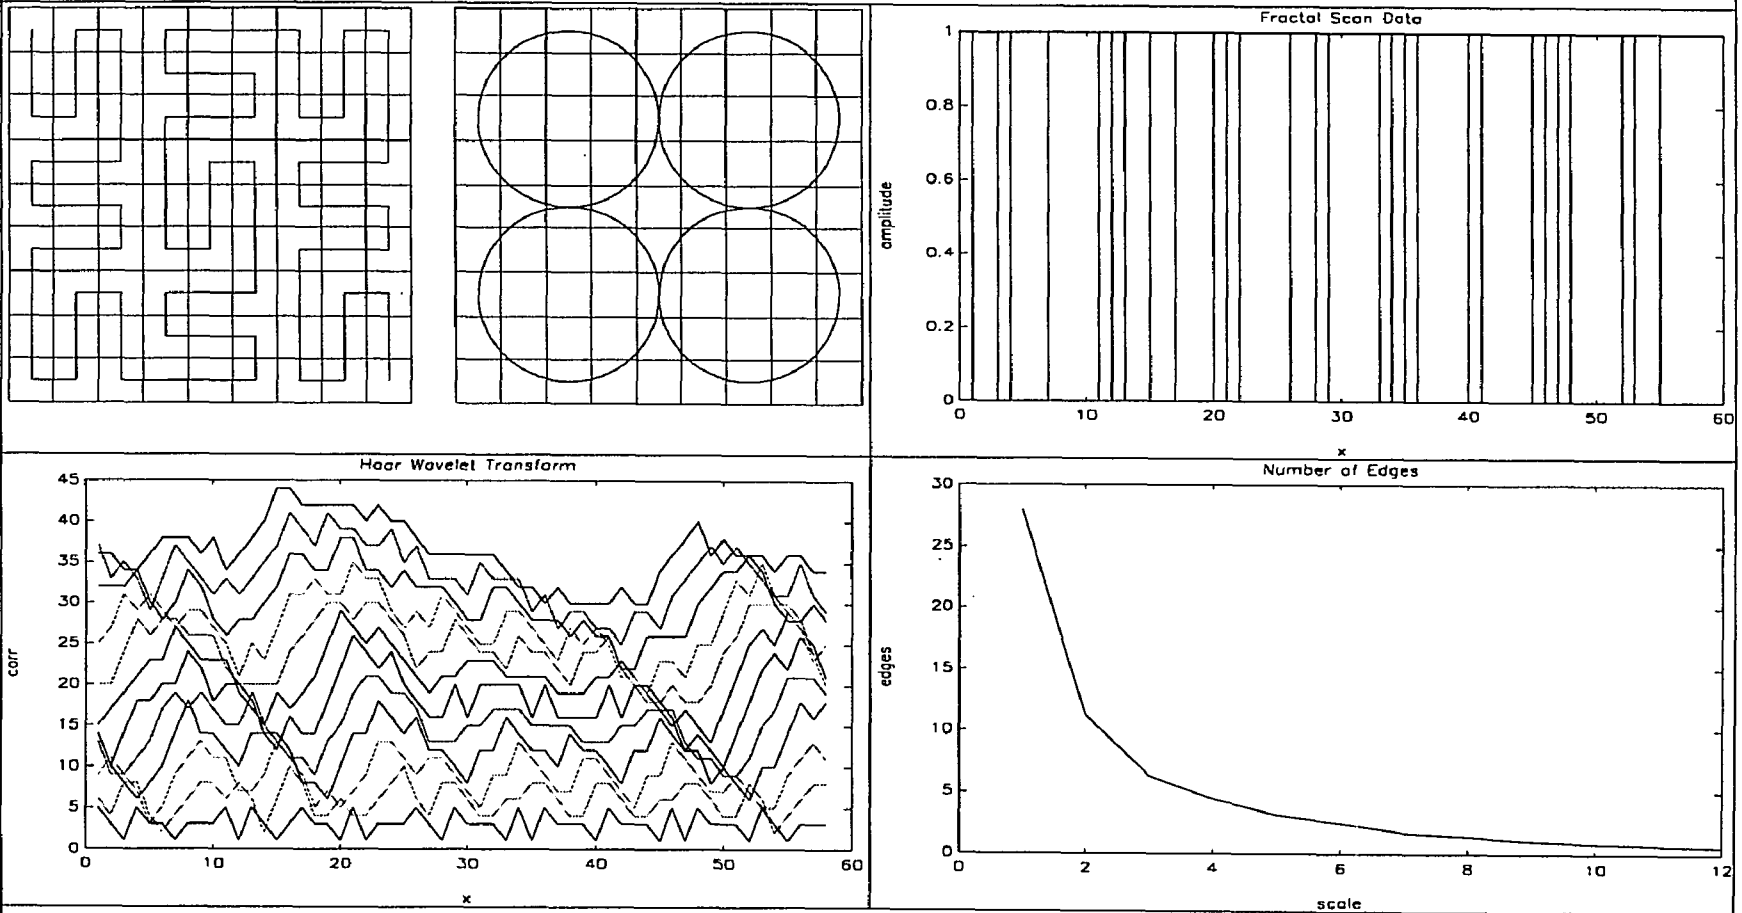 Fractal Scan Data
1
0.8
0.6
0.4
0.2
0
amplitude
0 10 20 30 40 50 60
x
Haar Wavelet Transform
45
40
35
30
25
20
15
10
5
0
corr
0 10 20 30 40 50 60
x
Number of Edges
30
25
20
15
10
5
0
edges
0 2 4 6 8 10 12
scale